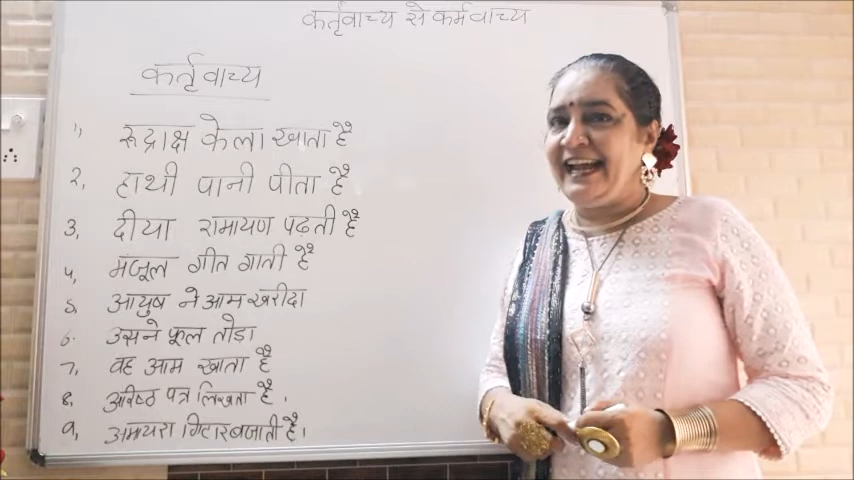 कर्तृवाच्य से कर्मवाच्य
कर्तृवाच्य
1, रूद्राक्ष केला खाता है
2, हाथी पानी पीता है
3, दीया रामायण पढ़ती है
4, मंजूल गीत गाती है
5, आयुष ने आम खरीदा
6. उसने फूल तोड़ा
7, वह आम खाता है
8, अरिष्ठ पत्र लिखता है.
9, अमायरा गिटार बजाती है.